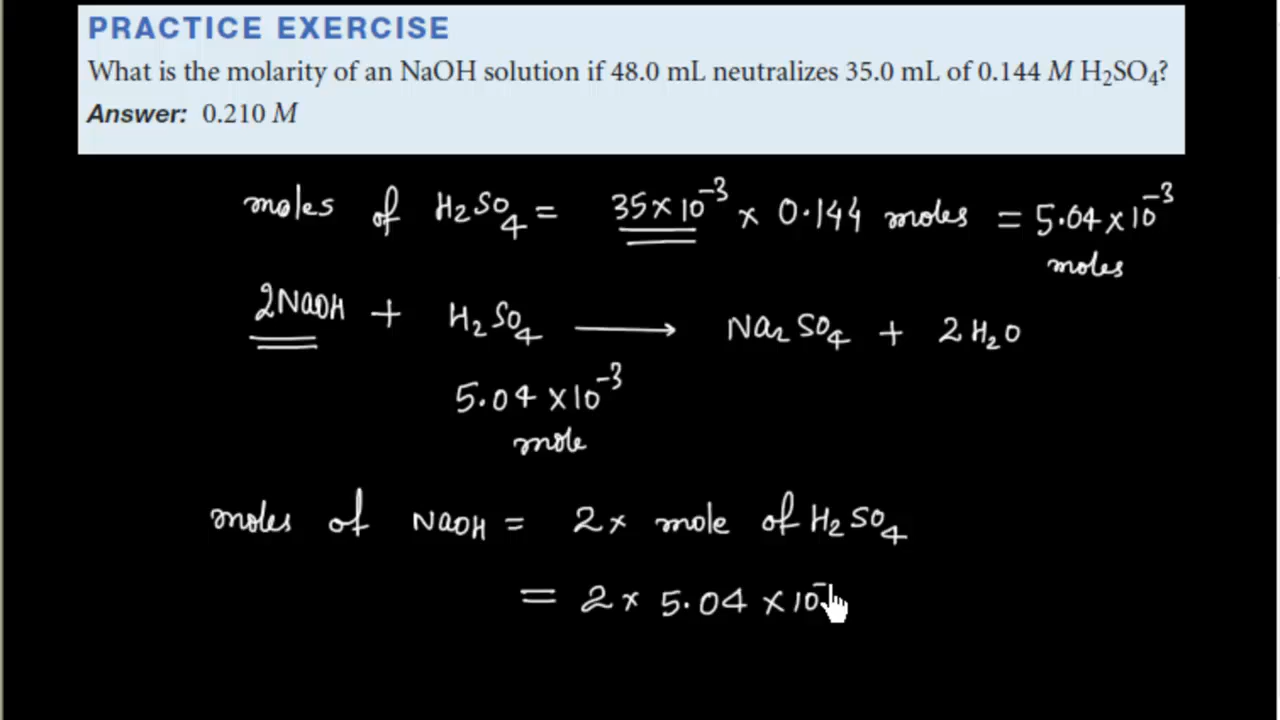 PRACTICE EXERCISE
What is the molarity of an NaOH solution if 48.0 mL neutralizes 35.0 mL of 0.144 M H₂SO₄?
Answer: 0.210 M
moles of H₂SO₄ = 35 × 10⁻³ × 0.144 moles = 5.04 × 10⁻³
moles
2NaOH + H₂SO₄ ⟶ Na₂SO₄ + 2H₂O
5.04 × 10⁻³
mole
moles of NaOH = 2 × mole of H₂SO₄
= 2 × 5.04 × 10⁻